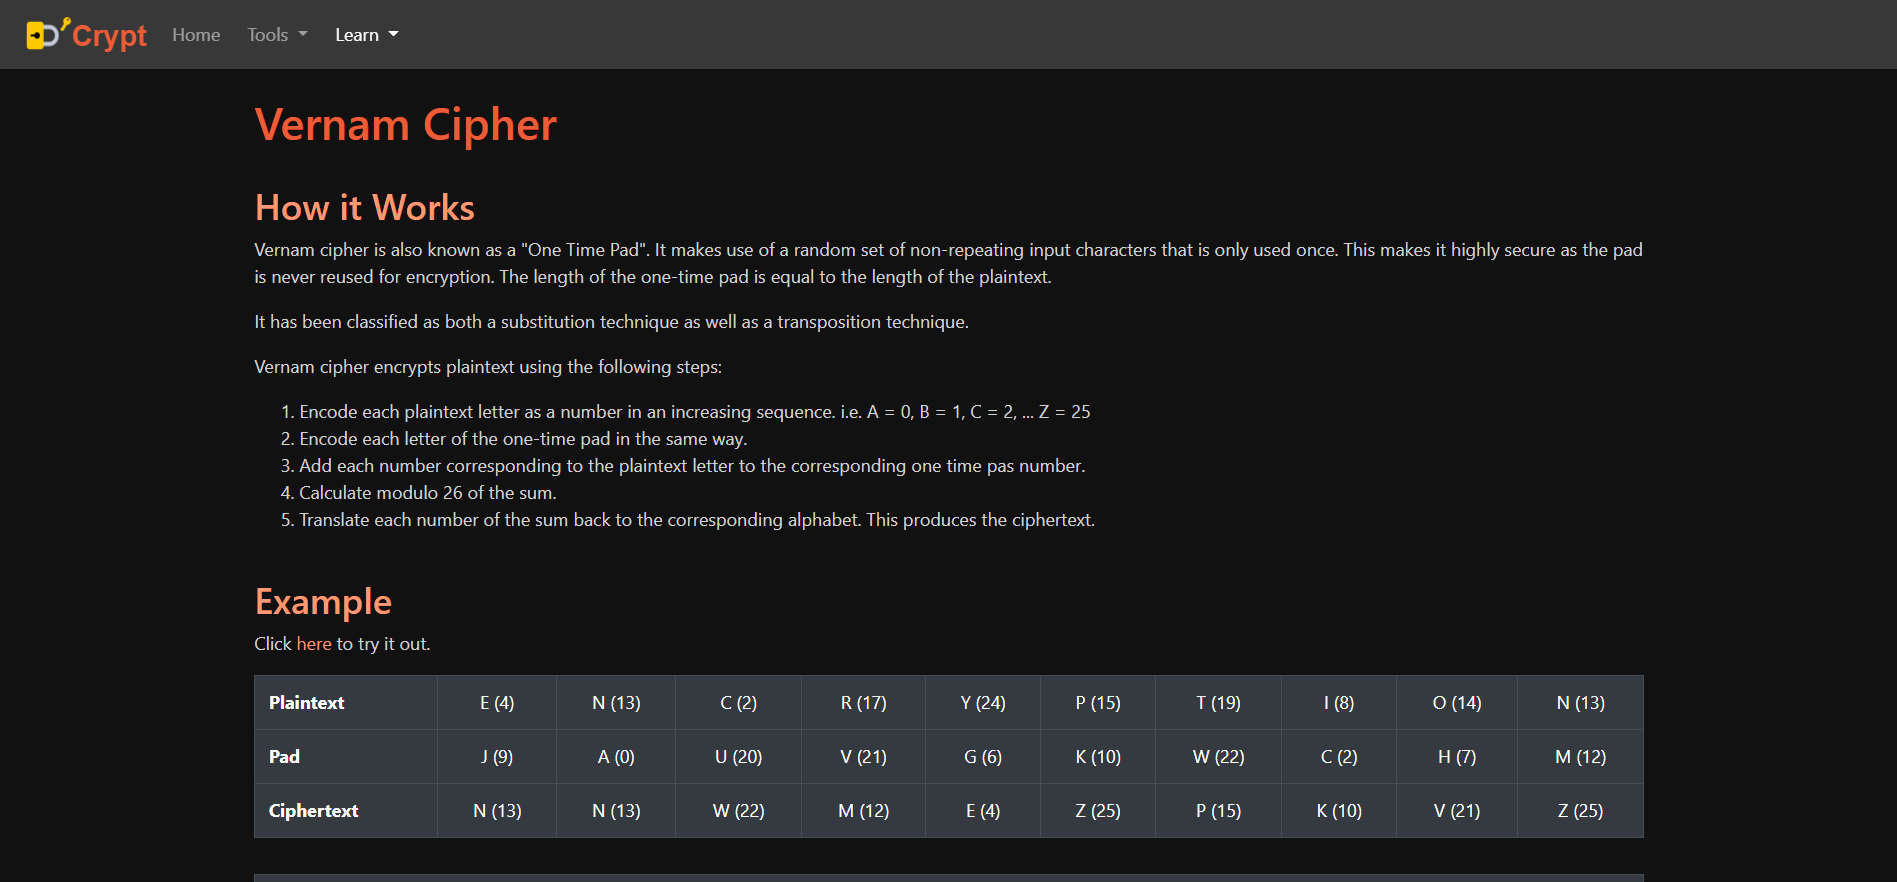 D'Crypt Home Tools Learn
Vernam Cipher
How it Works
Vernam cipher is also known as a "One Time Pad". It makes use of a random set of non-repeating input characters that is only used once. This makes it highly secure as the pad
is never reused for encryption. The length of the one-time pad is equal to the length of the plaintext.
It has been classified as both a substitution technique as well as a transposition technique.
Vernam cipher encrypts plaintext using the following steps:
1. Encode each plaintext letter as a number in an increasing sequence. i.e. A = 0, B = 1, C = 2, ... Z = 25
2. Encode each letter of the one-time pad in the same way.
3. Add each number corresponding to the plaintext letter to the corresponding one time pas number.
4. Calculate modulo 26 of the sum.
5. Translate each number of the sum back to the corresponding alphabet. This produces the ciphertext.
Example
Click here to try it out.
Plaintext E (4) N (13) C (2) R (17) Y (24) P (15) T (19) I (8) O (14) N (13)
Pad J (9) A (0) U (20) V (21) G (6) K (10) W (22) C (2) H (7) M (12)
Ciphertext N (13) N (13) W (22) M (12) E (4) Z (25) P (15) K (10) V (21) Z (25)